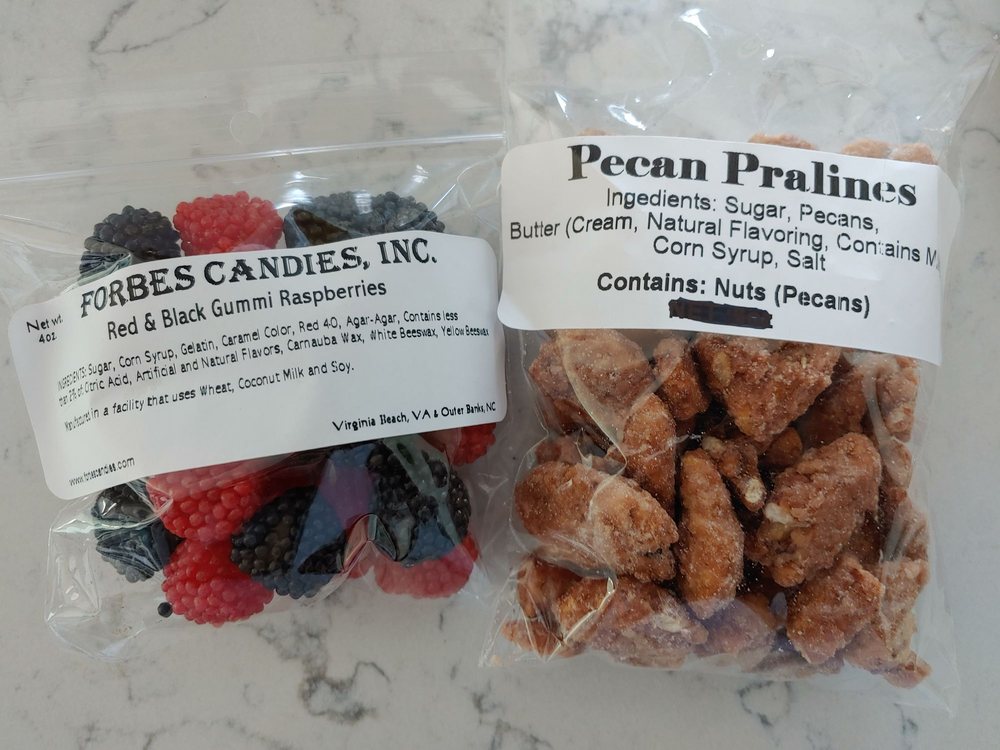 FORBES CANDIES, INC.
Red & Black Gummi Raspberries
Net wt.
4oz
INGREDIENTS: Sugar, Corn Syrup, Gelatin, Caramel Color, Red 40, Agar-Agar, Contains less
than 2% of: Citric Acid, Artificial and Natural Flavors, Carnauba Wax, White Beeswax, Yellow Beeswax
Manufactured in a facility that uses Wheat, Coconut Milk and Soy.
Virginia Beach, VA & Outer Banks, NC
www.forbescandies.com
Pecan Pralines
Ingedients: Sugar, Pecans,
Butter (Cream, Natural Flavoring, Contains
Corn Syrup, Salt
Contains: Nuts (Pecans)